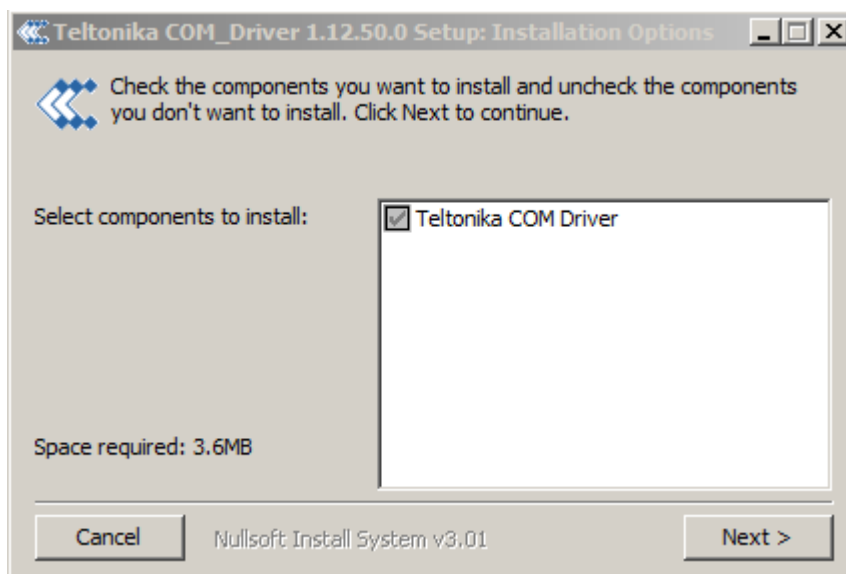 Teltonika COM_Driver 1.12.50.0 Setup: Installation Options
Check the components you want to install and uncheck the components
you don't want to install. Click Next to continue.
Select components to install:
Teltonika COM Driver
Space required: 3.6MB
Cancel
Nullsoft Install System v3.01
Next >